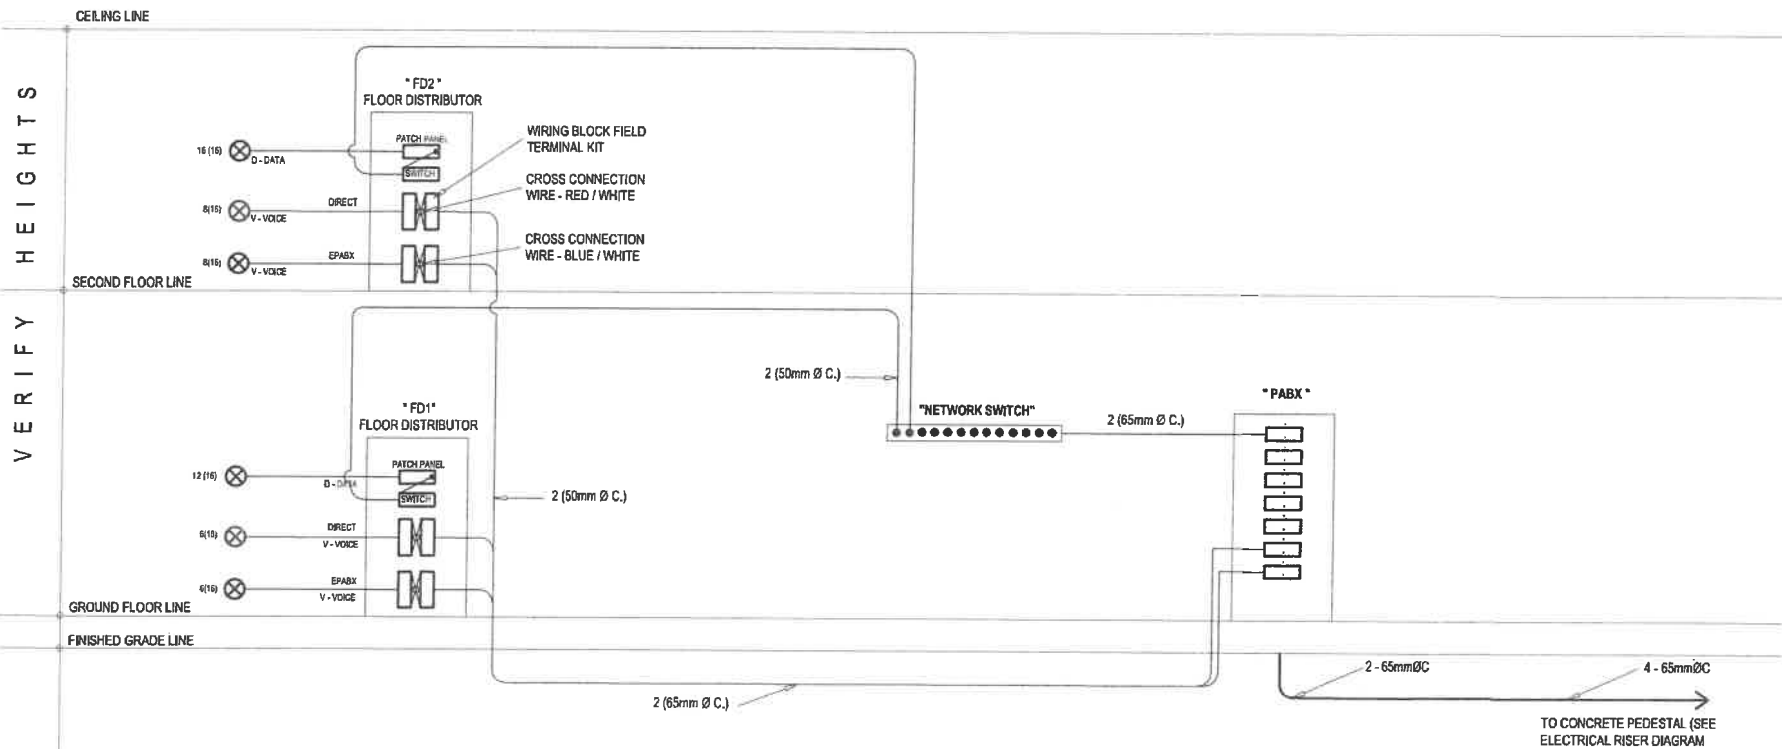 CEILING LINE
VERIFY HEIGHTS
" FD2 "
FLOOR DISTRIBUTOR
PATCH PANEL
SWITCH
16 (16)
D - DATA
8(15)
DIRECT
V - VOICE
8(15)
EPABX
V - VOICE
WIRING BLOCK FIELD
TERMINAL KIT
CROSS CONNECTION
WIRE - RED / WHITE
CROSS CONNECTION
WIRE - BLUE / WHITE
SECOND FLOOR LINE
2 (50mm Ø C.)
"NETWORK SWITCH"
2 (65mm Ø C.)
" PABX "
" FD1"
FLOOR DISTRIBUTOR
PATCH PANEL
SWITCH
12 (16)
D - DATA
6(15)
DIRECT
V - VOICE
6(15)
EPABX
V - VOICE
2 (50mm Ø C.)
GROUND FLOOR LINE
FINISHED GRADE LINE
2 (65mm Ø C.)
2 - 65mmØC
4 - 65mmØC
TO CONCRETE PEDESTAL (SEE
ELECTRICAL RISER DIAGRAM